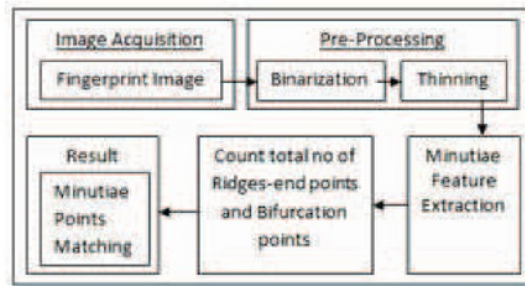 Image Acquisition
Fingerprint Image
Pre-Processing
Binarization
Thinning
Minutiae
Feature
Extraction
Count total no of
Ridges-end points
and Bifurcation
points
Result
Minutiae
Points
Matching